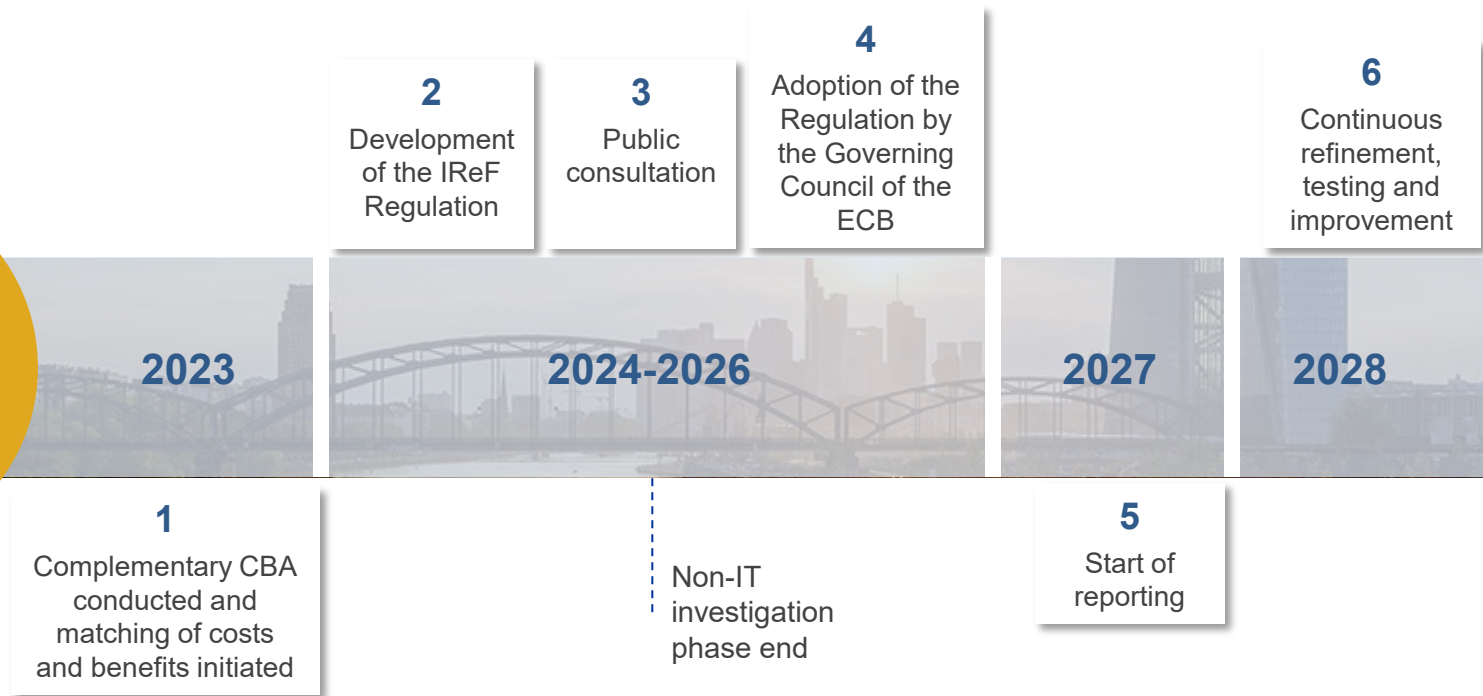 2
Development
of the IReF
Regulation
3
Public
consultation
4
Adoption of the
Regulation by
the Governing
Council of the
ECB
6
Continuous
refinement,
testing and
improvement
2023
2024-2026
2027
2028
1
Complementary CBA
conducted and
matching of costs
and benefits initiated
Non-IT
investigation
phase end
5
Start of
reporting